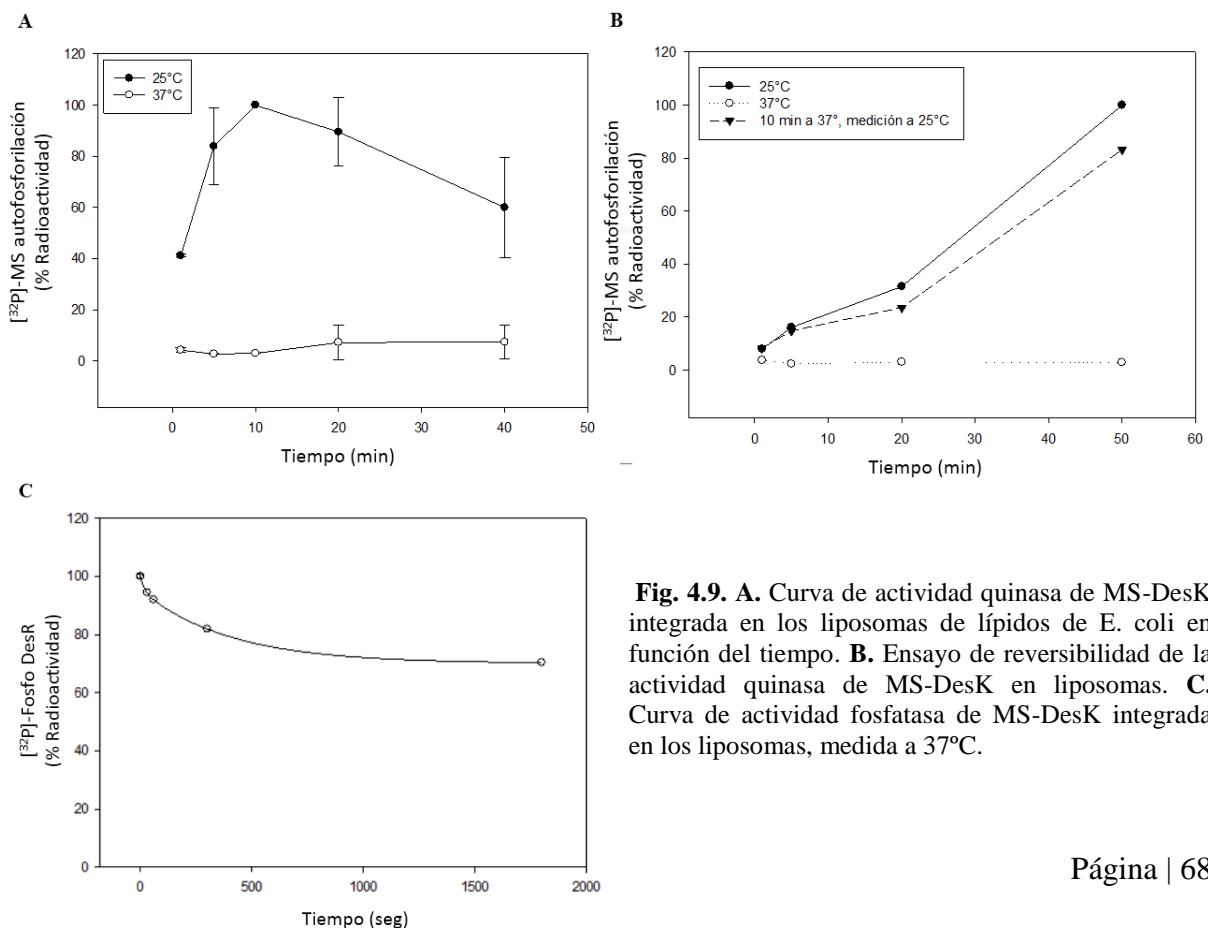 A
[³²P]-MS autofosforilación
(% Radioactividad)
120
100
80
60
40
20
0
25°C
37°C
0
10
20
30
40
50
Tiempo (min)
B
[³²P]-MS autofosforilación
(% Radioactividad)
120
100
80
60
40
20
0
25°C
37°C
10 min a 37°, medición a 25°C
0
10
20
30
40
50
60
Tiempo (min)
C
[³²P]-Fosfo DesR
(% Radioactividad)
120
100
80
60
40
20
0
0
500
1000
1500
2000
Tiempo (seg)
Fig. 4.9. A. Curva de actividad quinasa de MS-DesK
integrada en los liposomas de lípidos de E. coli en
función del tiempo. B. Ensayo de reversibilidad de la
actividad quinasa de MS-DesK en liposomas. C.
Curva de actividad fosfatasa de MS-DesK integrada
en los liposomas, medida a 37ºC.
Página | 68